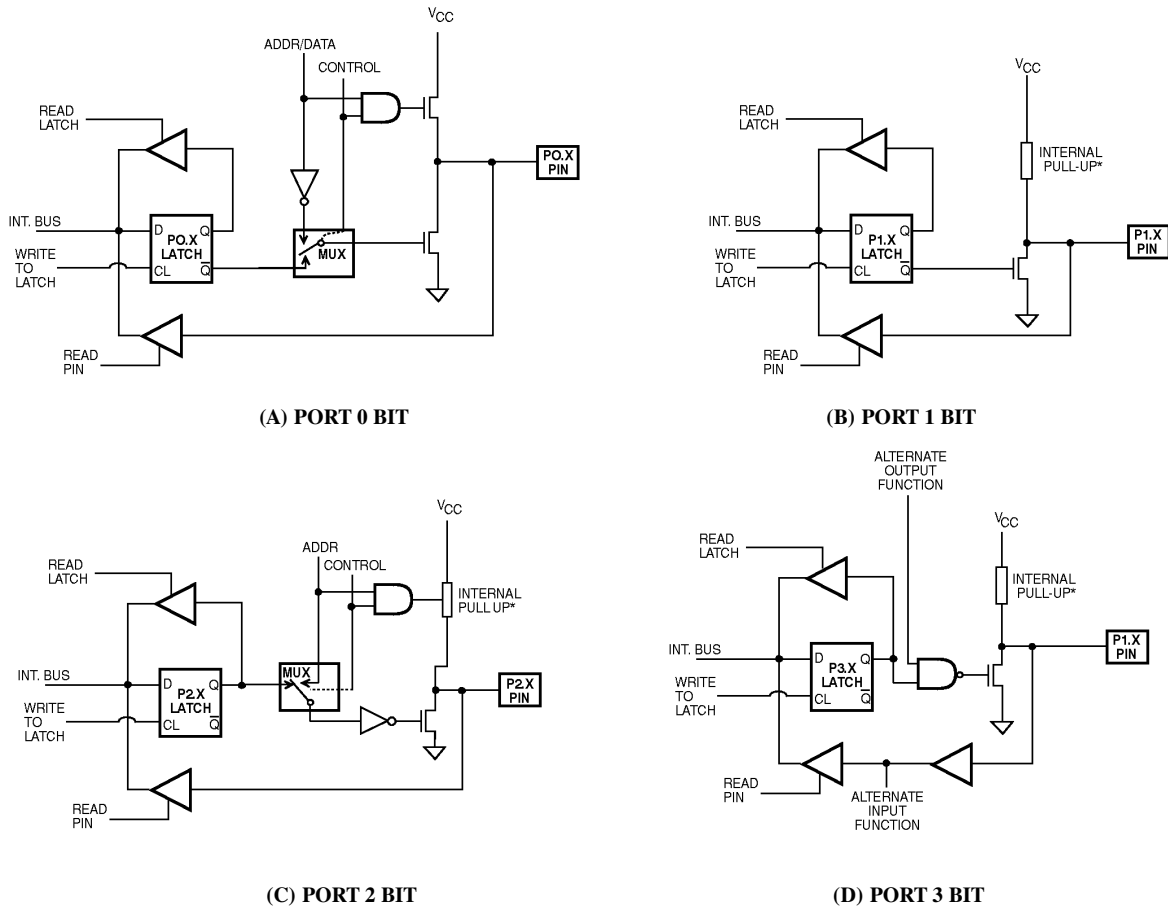 VCC
ADDR/DATA
CONTROL
READ
LATCH
P0.X
PIN
INT. BUS
D
Q
P0.X
LATCH
MUX
WRITE
TO
LATCH
CL
Q
READ
PIN
(A) PORT 0 BIT
VCC
READ
LATCH
INTERNAL
PULL-UP*
INT. BUS
D
Q
P1.X
LATCH
P1.X
PIN
WRITE
TO
LATCH
CL
Q
READ
PIN
(B) PORT 1 BIT
VCC
ADDR
CONTROL
READ
LATCH
INTERNAL
PULL UP*
INT. BUS
D
Q
P2.X
LATCH
MUX
P2.X
PIN
WRITE
TO
LATCH
CL
Q
READ
PIN
(C) PORT 2 BIT
ALTERNATE
OUTPUT
FUNCTION
VCC
READ
LATCH
INTERNAL
PULL-UP*
INT. BUS
D
Q
P3.X
LATCH
P1.X
PIN
WRITE
TO
LATCH
CL
Q
READ
PIN
ALTERNATE
INPUT
FUNCTION
(D) PORT 3 BIT